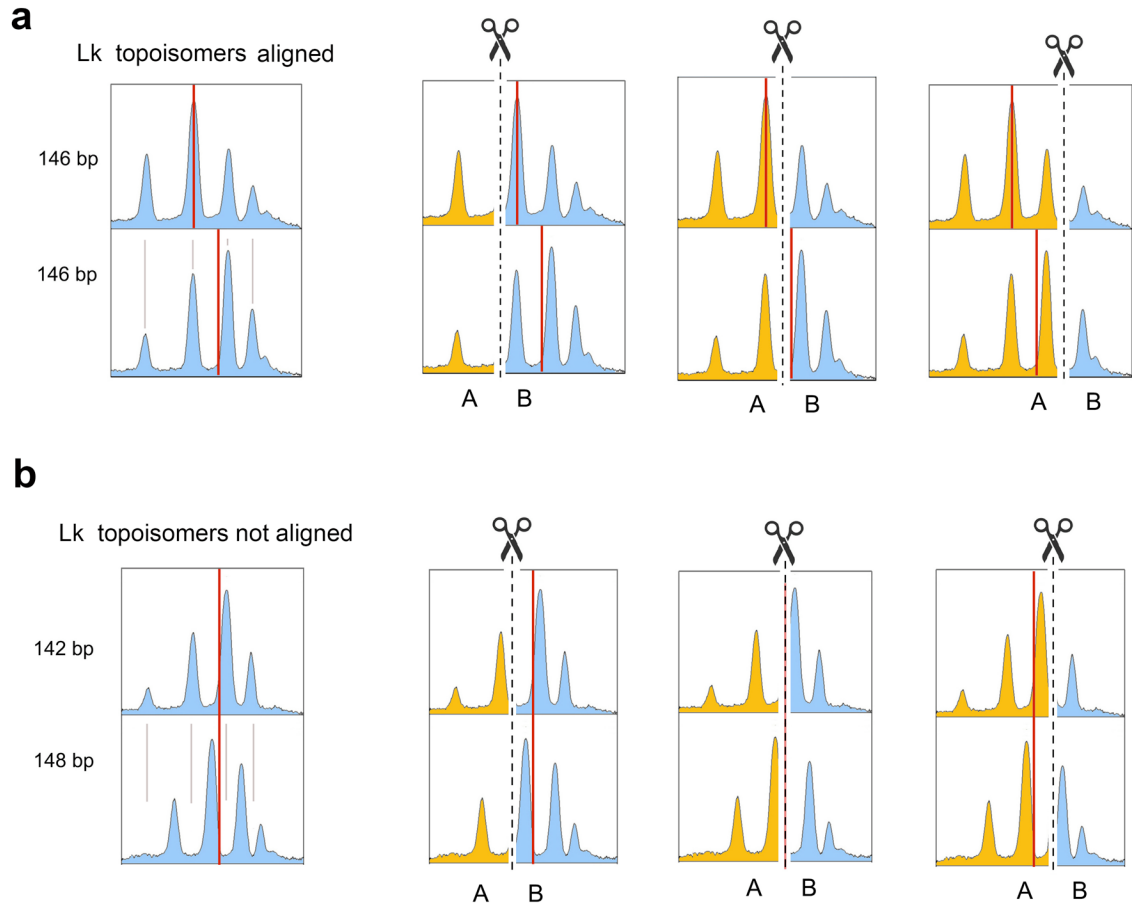 a
Lk topoisomers aligned
146 bp
146 bp
A B
A B
A B
b
Lk topoisomers not aligned
142 bp
148 bp
A B
A B
A B